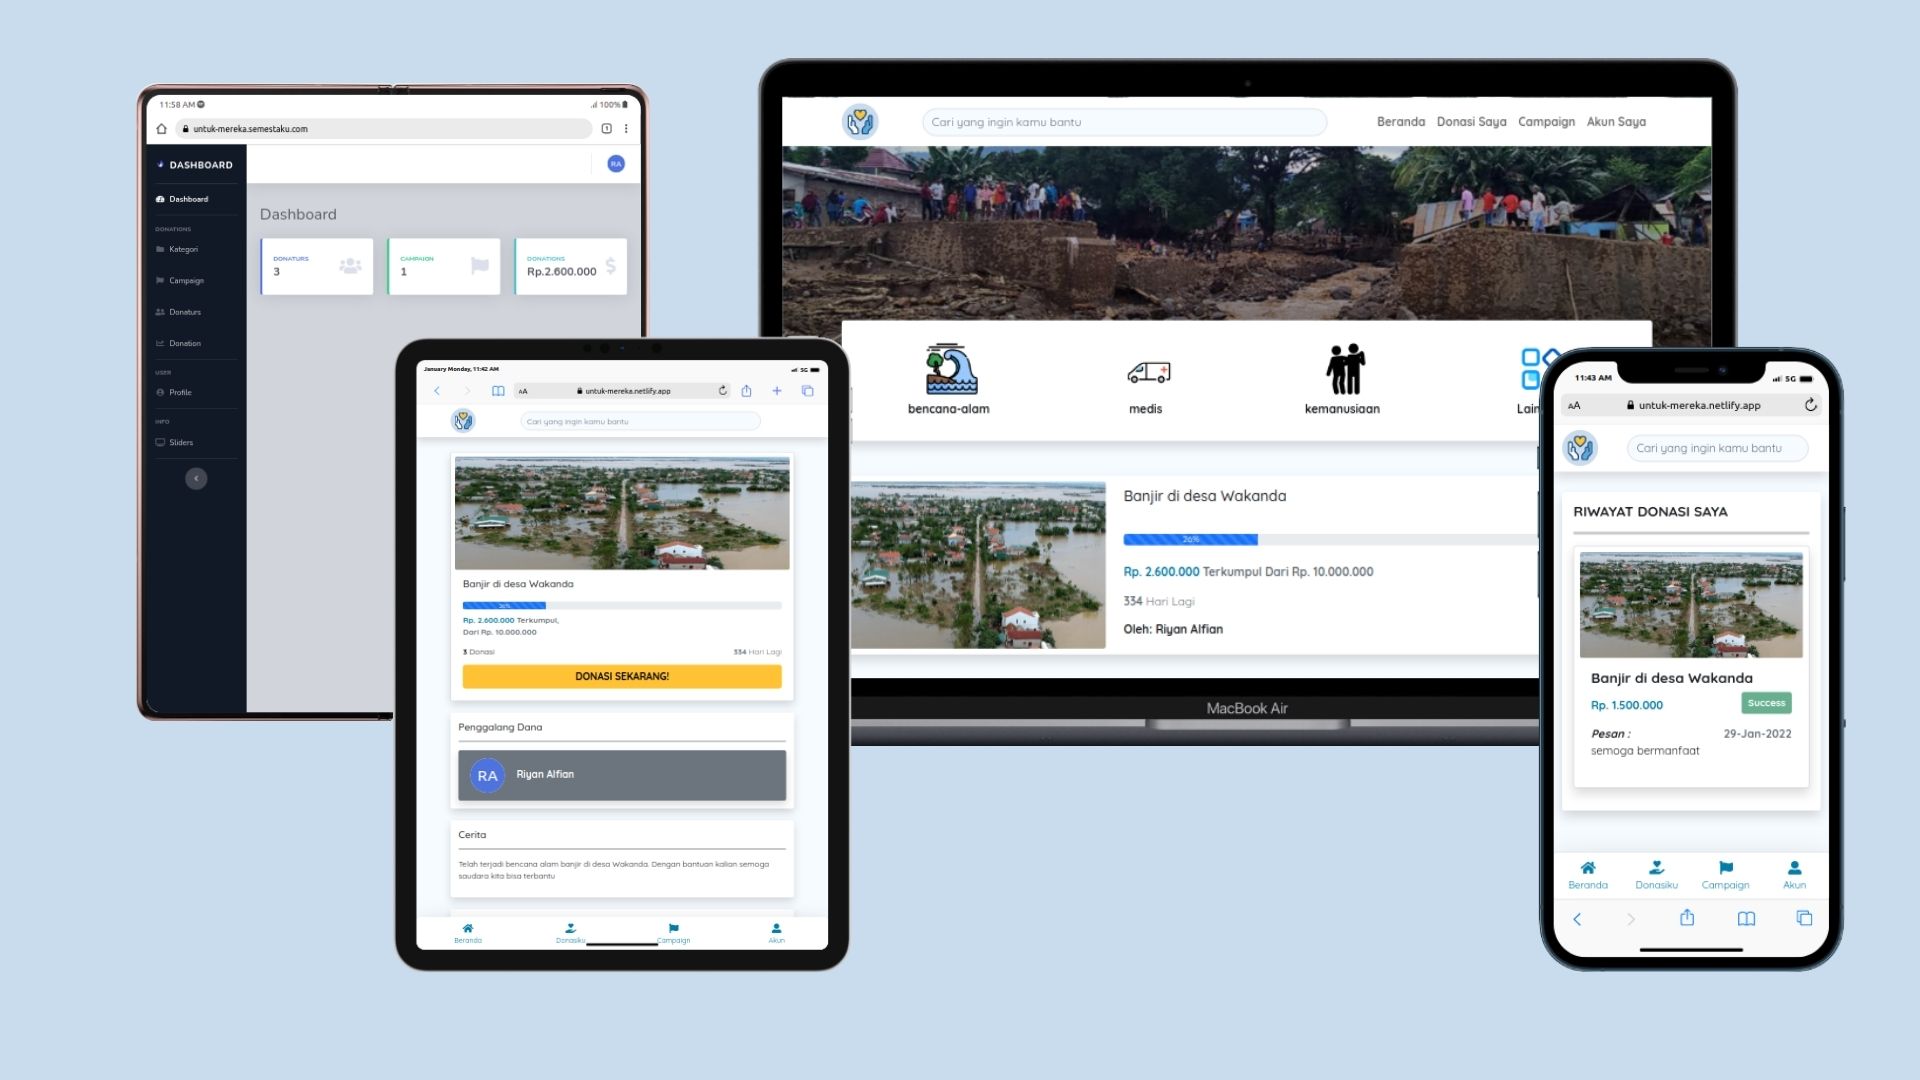 11:58 AM
100%
untuk-mereka.semestaku.com
1
DASHBOARD
RA
Dashboard
DONATIONS
Kategori
Campaign
Donaturs
Donation
USER
Profile
INFO
Sliders
Dashboard
DONATURS
3
CAMPAIGN
1
DONATIONS
Rp.2.600.000
$
January Monday, 11:42 AM
5G
AA
untuk-mereka.netlify.app
Cari yang ingin kamu bantu
Banjir di desa Wakanda
26%
Rp. 2.600.000 Terkumpul,
Dari Rp. 10.000.000
3 Donasi
334 Hari Lagi
DONASI SEKARANG!
Penggalang Dana
RA
Riyan Alfian
Cerita
Telah terjadi bencana alam banjir di desa Wakanda. Dengan bantuan kalian semoga
saudara kita bisa terbantu
Beranda
Donasiku
Campaign
Akun
Cari yang ingin kamu bantu
Beranda Donasi Saya Campaign Akun Saya
bencana-alam
medis
kemanusiaan
Lain
Banjir di desa Wakanda
26%
Rp. 2.600.000 Terkumpul Dari Rp. 10.000.000
334 Hari Lagi
Oleh: Riyan Alfian
MacBook Air
11:43 AM
5G
AA
untuk-mereka.netlify.app
Cari yang ingin kamu bantu
RIWAYAT DONASI SAYA
Banjir di desa Wakanda
Rp. 1.500.000
Success
Pesan :
29-Jan-2022
semoga bermanfaat
Beranda
Donasiku
Campaign
Akun